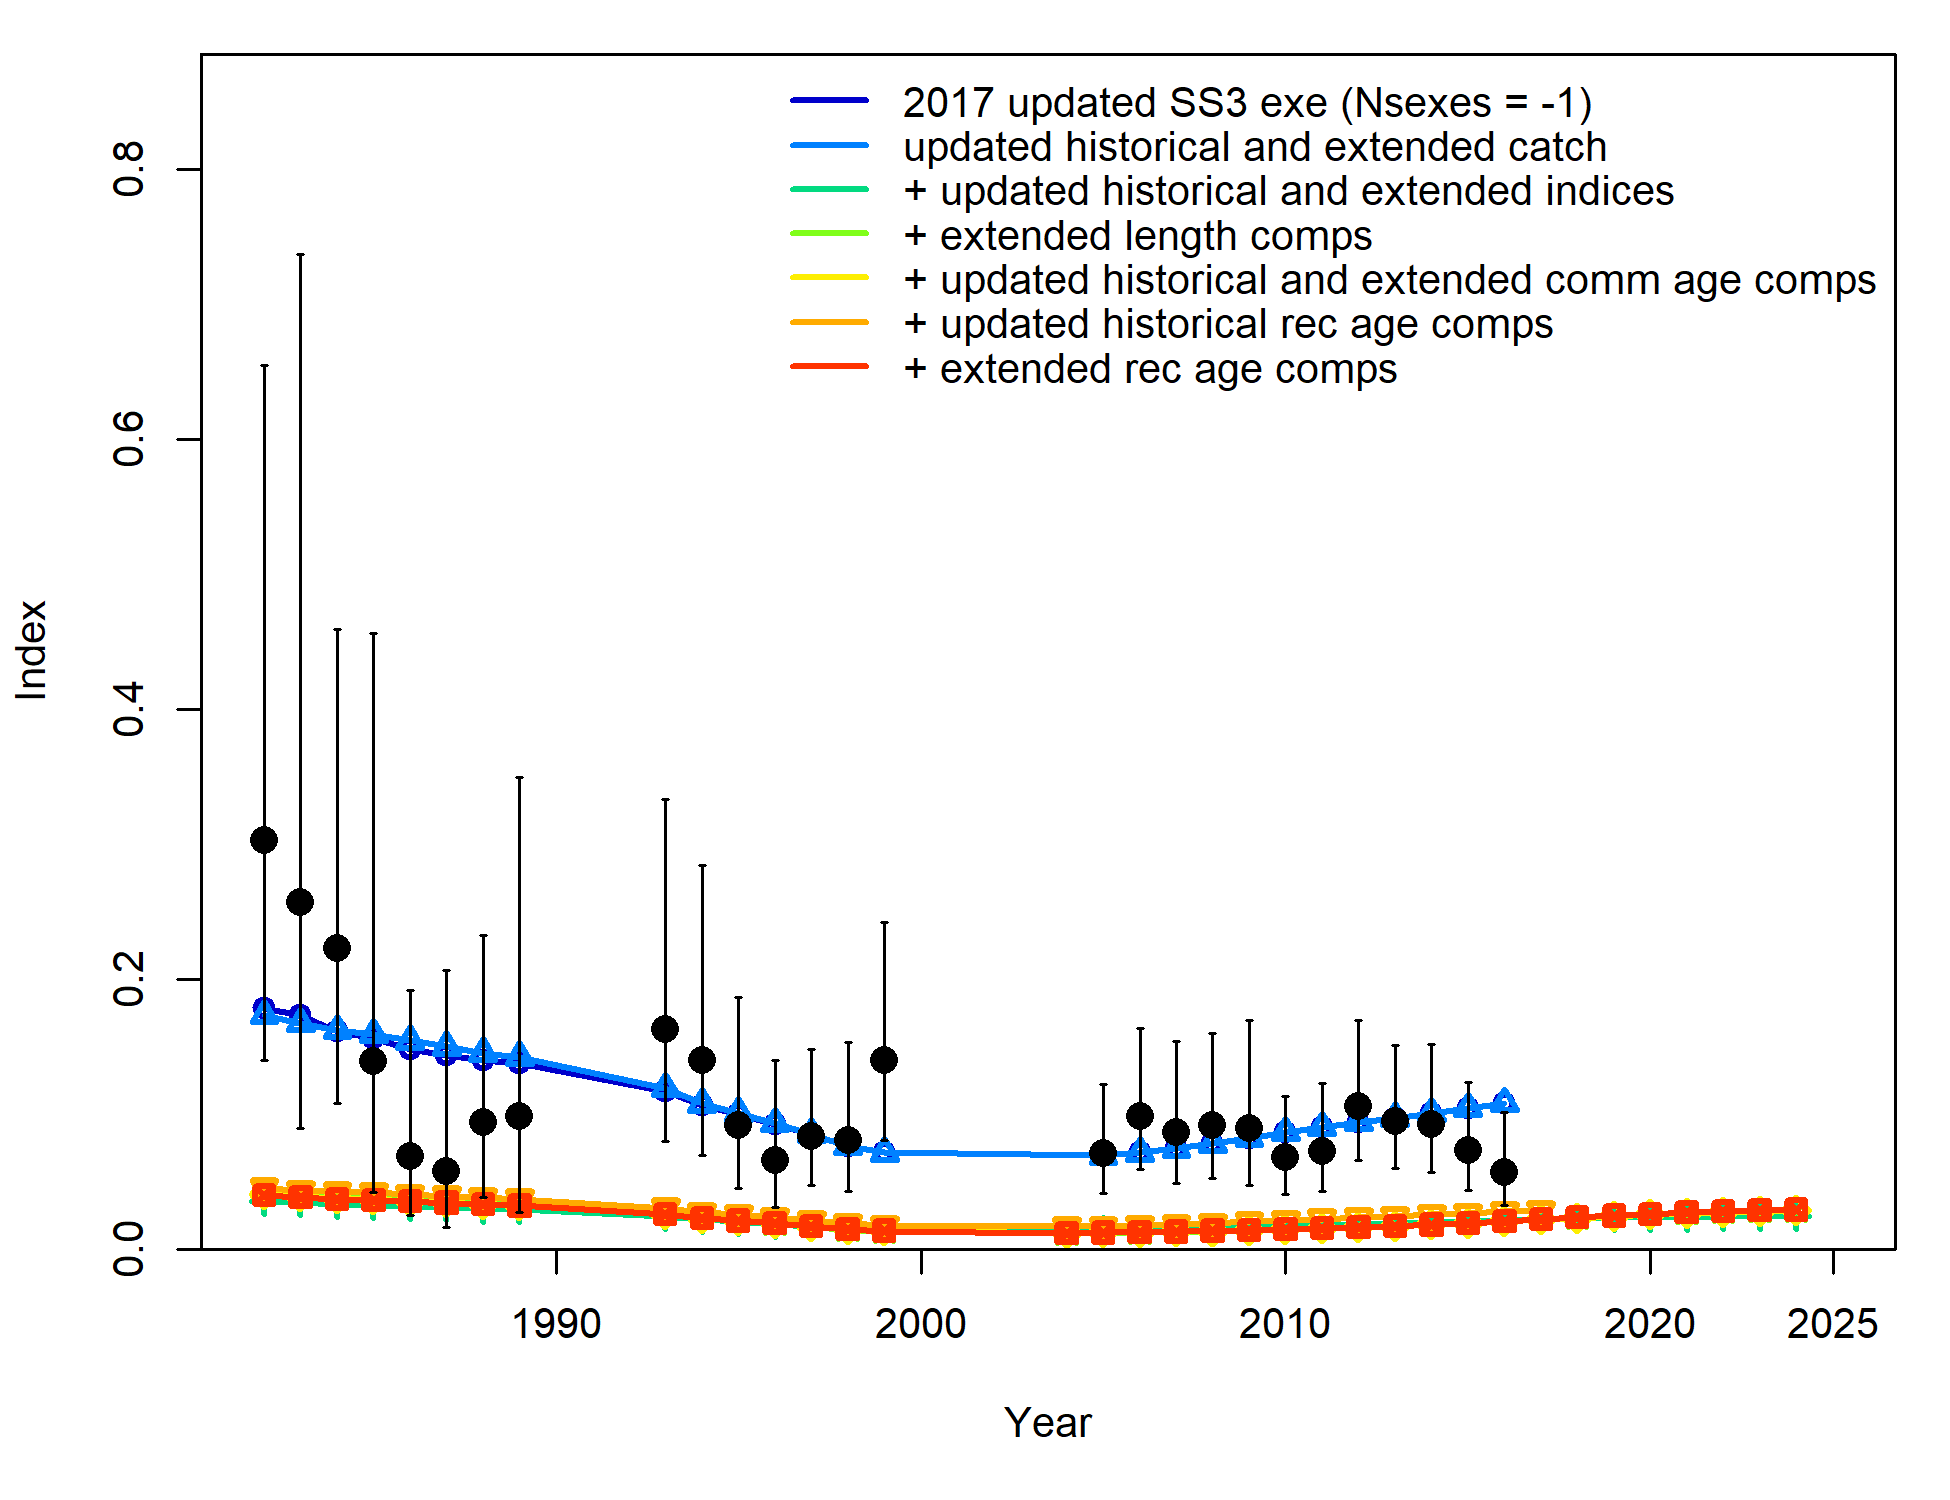 2017 updated SS3 exe (Nsexes = -1)
updated historical and extended catch
+ updated historical and extended indices
+ extended length comps
+ updated historical and extended comm age comps
+ updated historical rec age comps
+ extended rec age comps
0.8
0.6
0.4
0.2
0.0
Index
1990
2000
2010
2020
2025
Year